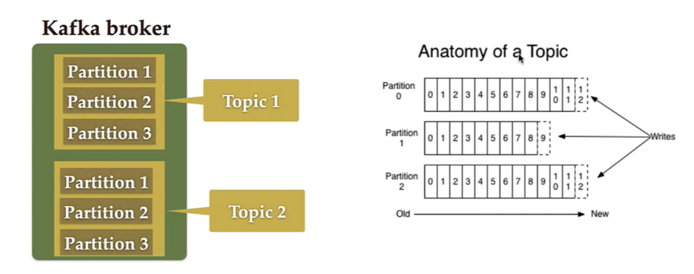 Kafka broker
Partition 1
Partition 2
Partition 3
Topic 1
Partition 1
Partition 2
Partition 3
Topic 2
Anatomy of a Topic
Partition
0
0 1 2 3 4 5 6 7 8 9 10 11 12
Partition
1
0 1 2 3 4 5 6 7 8 9
Partition
2
0 1 2 3 4 5 6 7 8 9 10 11 12
Writes
Old
New